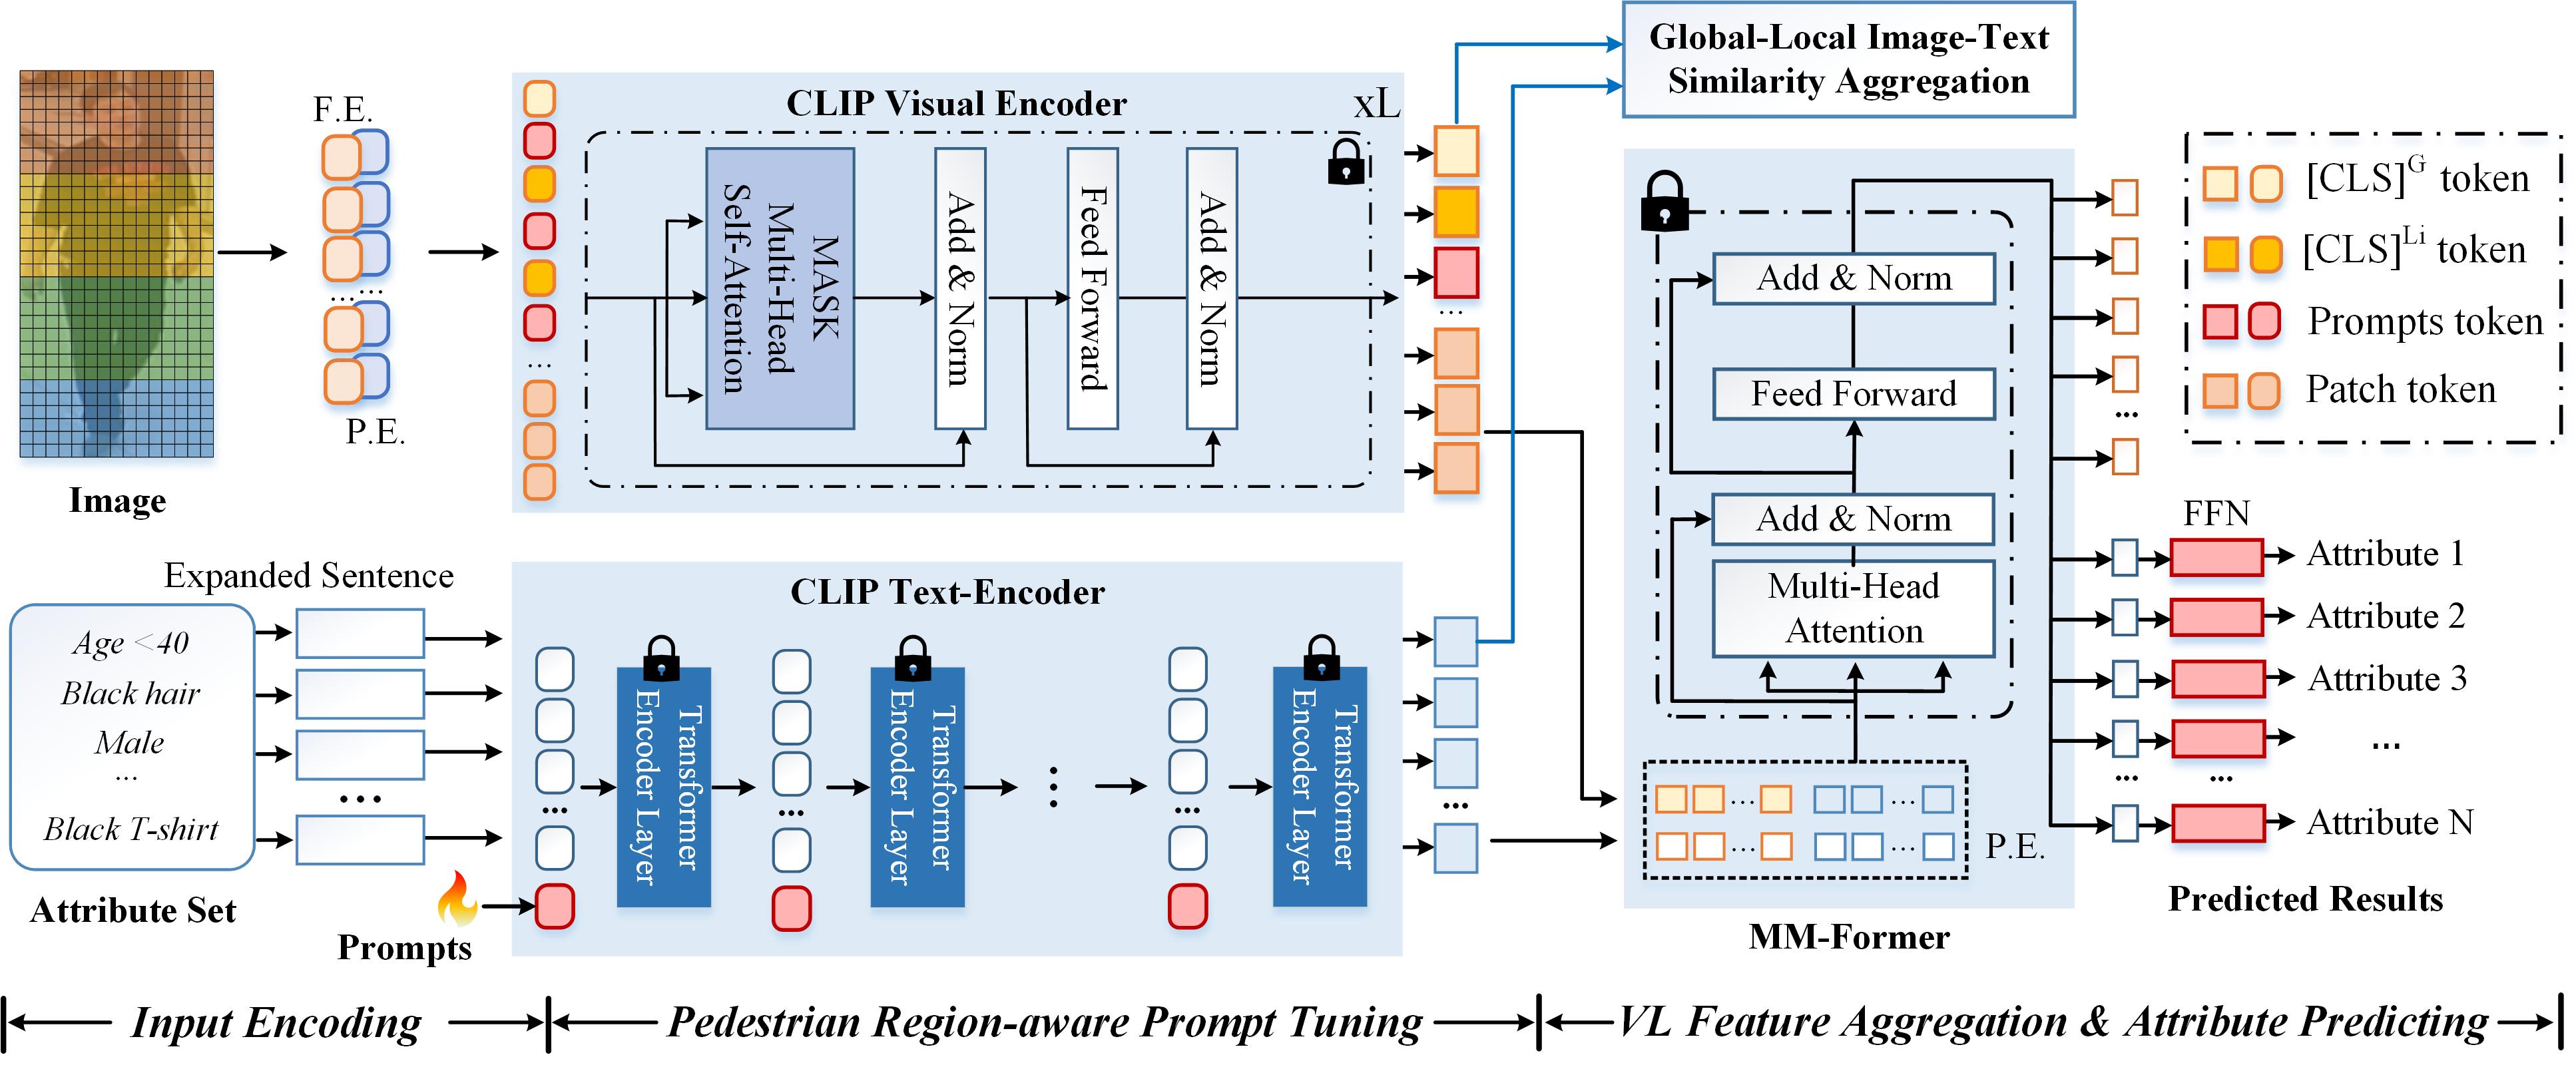 Global-Local Image-Text
Similarity Aggregation
F.E.
P.E.
Image
CLIP Visual Encoder
xL
MASK
Multi-Head
Self-Attention
Add & Norm
Feed Forward
Add & Norm
...
...
...
...
Expanded Sentence
Age <40
Black hair
Male
...
Black T-shirt
...
Attribute Set
Prompts
CLIP Text-Encoder
Transformer
Encoder Layer
Transformer
Encoder Layer
Transformer
Encoder Layer
...
...
...
...
...
Add & Norm
Feed Forward
Add & Norm
Multi-Head
Attention
... ...
... ...
P.E.
MM-Former
...
[CLS]^G token
[CLS]^Li token
Prompts token
Patch token
FFN
Attribute 1
Attribute 2
Attribute 3
...
... ...
Attribute N
Predicted Results
Input Encoding
Pedestrian Region-aware Prompt Tuning
VL Feature Aggregation & Attribute Predicting